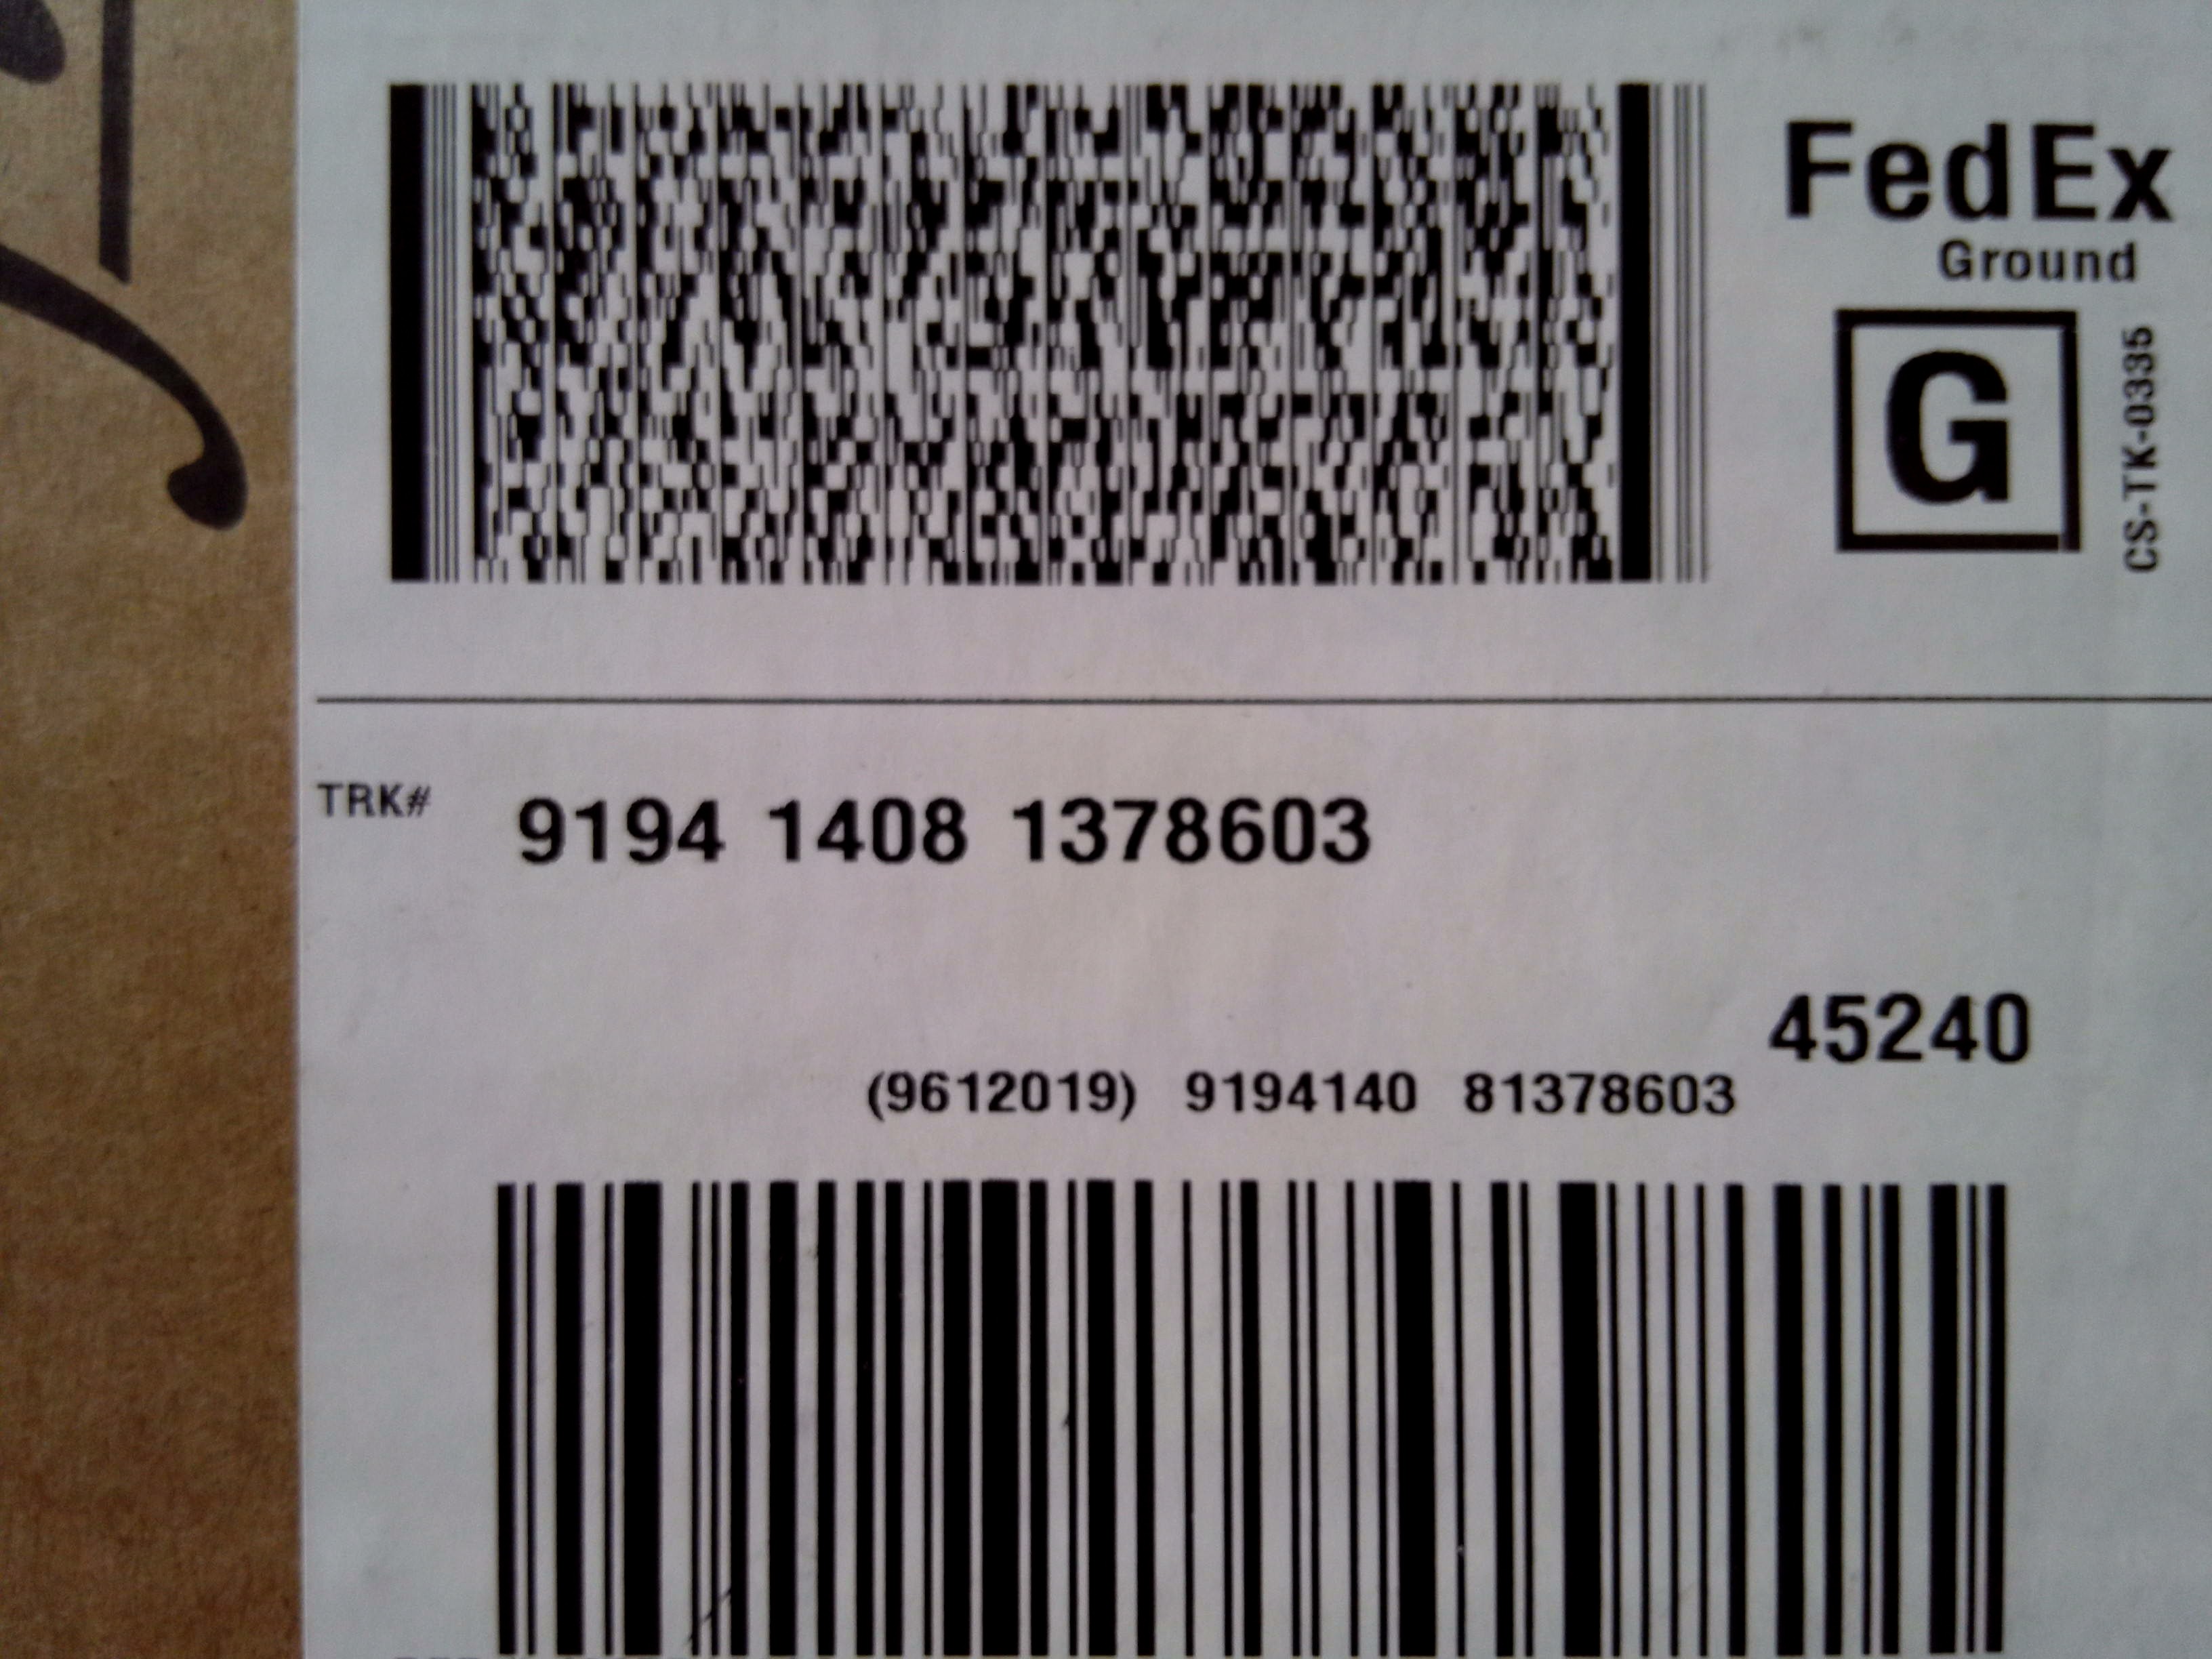 FedEx
Ground
G
CS-TK-0335
TRK# 9194 1408 1378603
45240
(9612019) 9194140 81378603